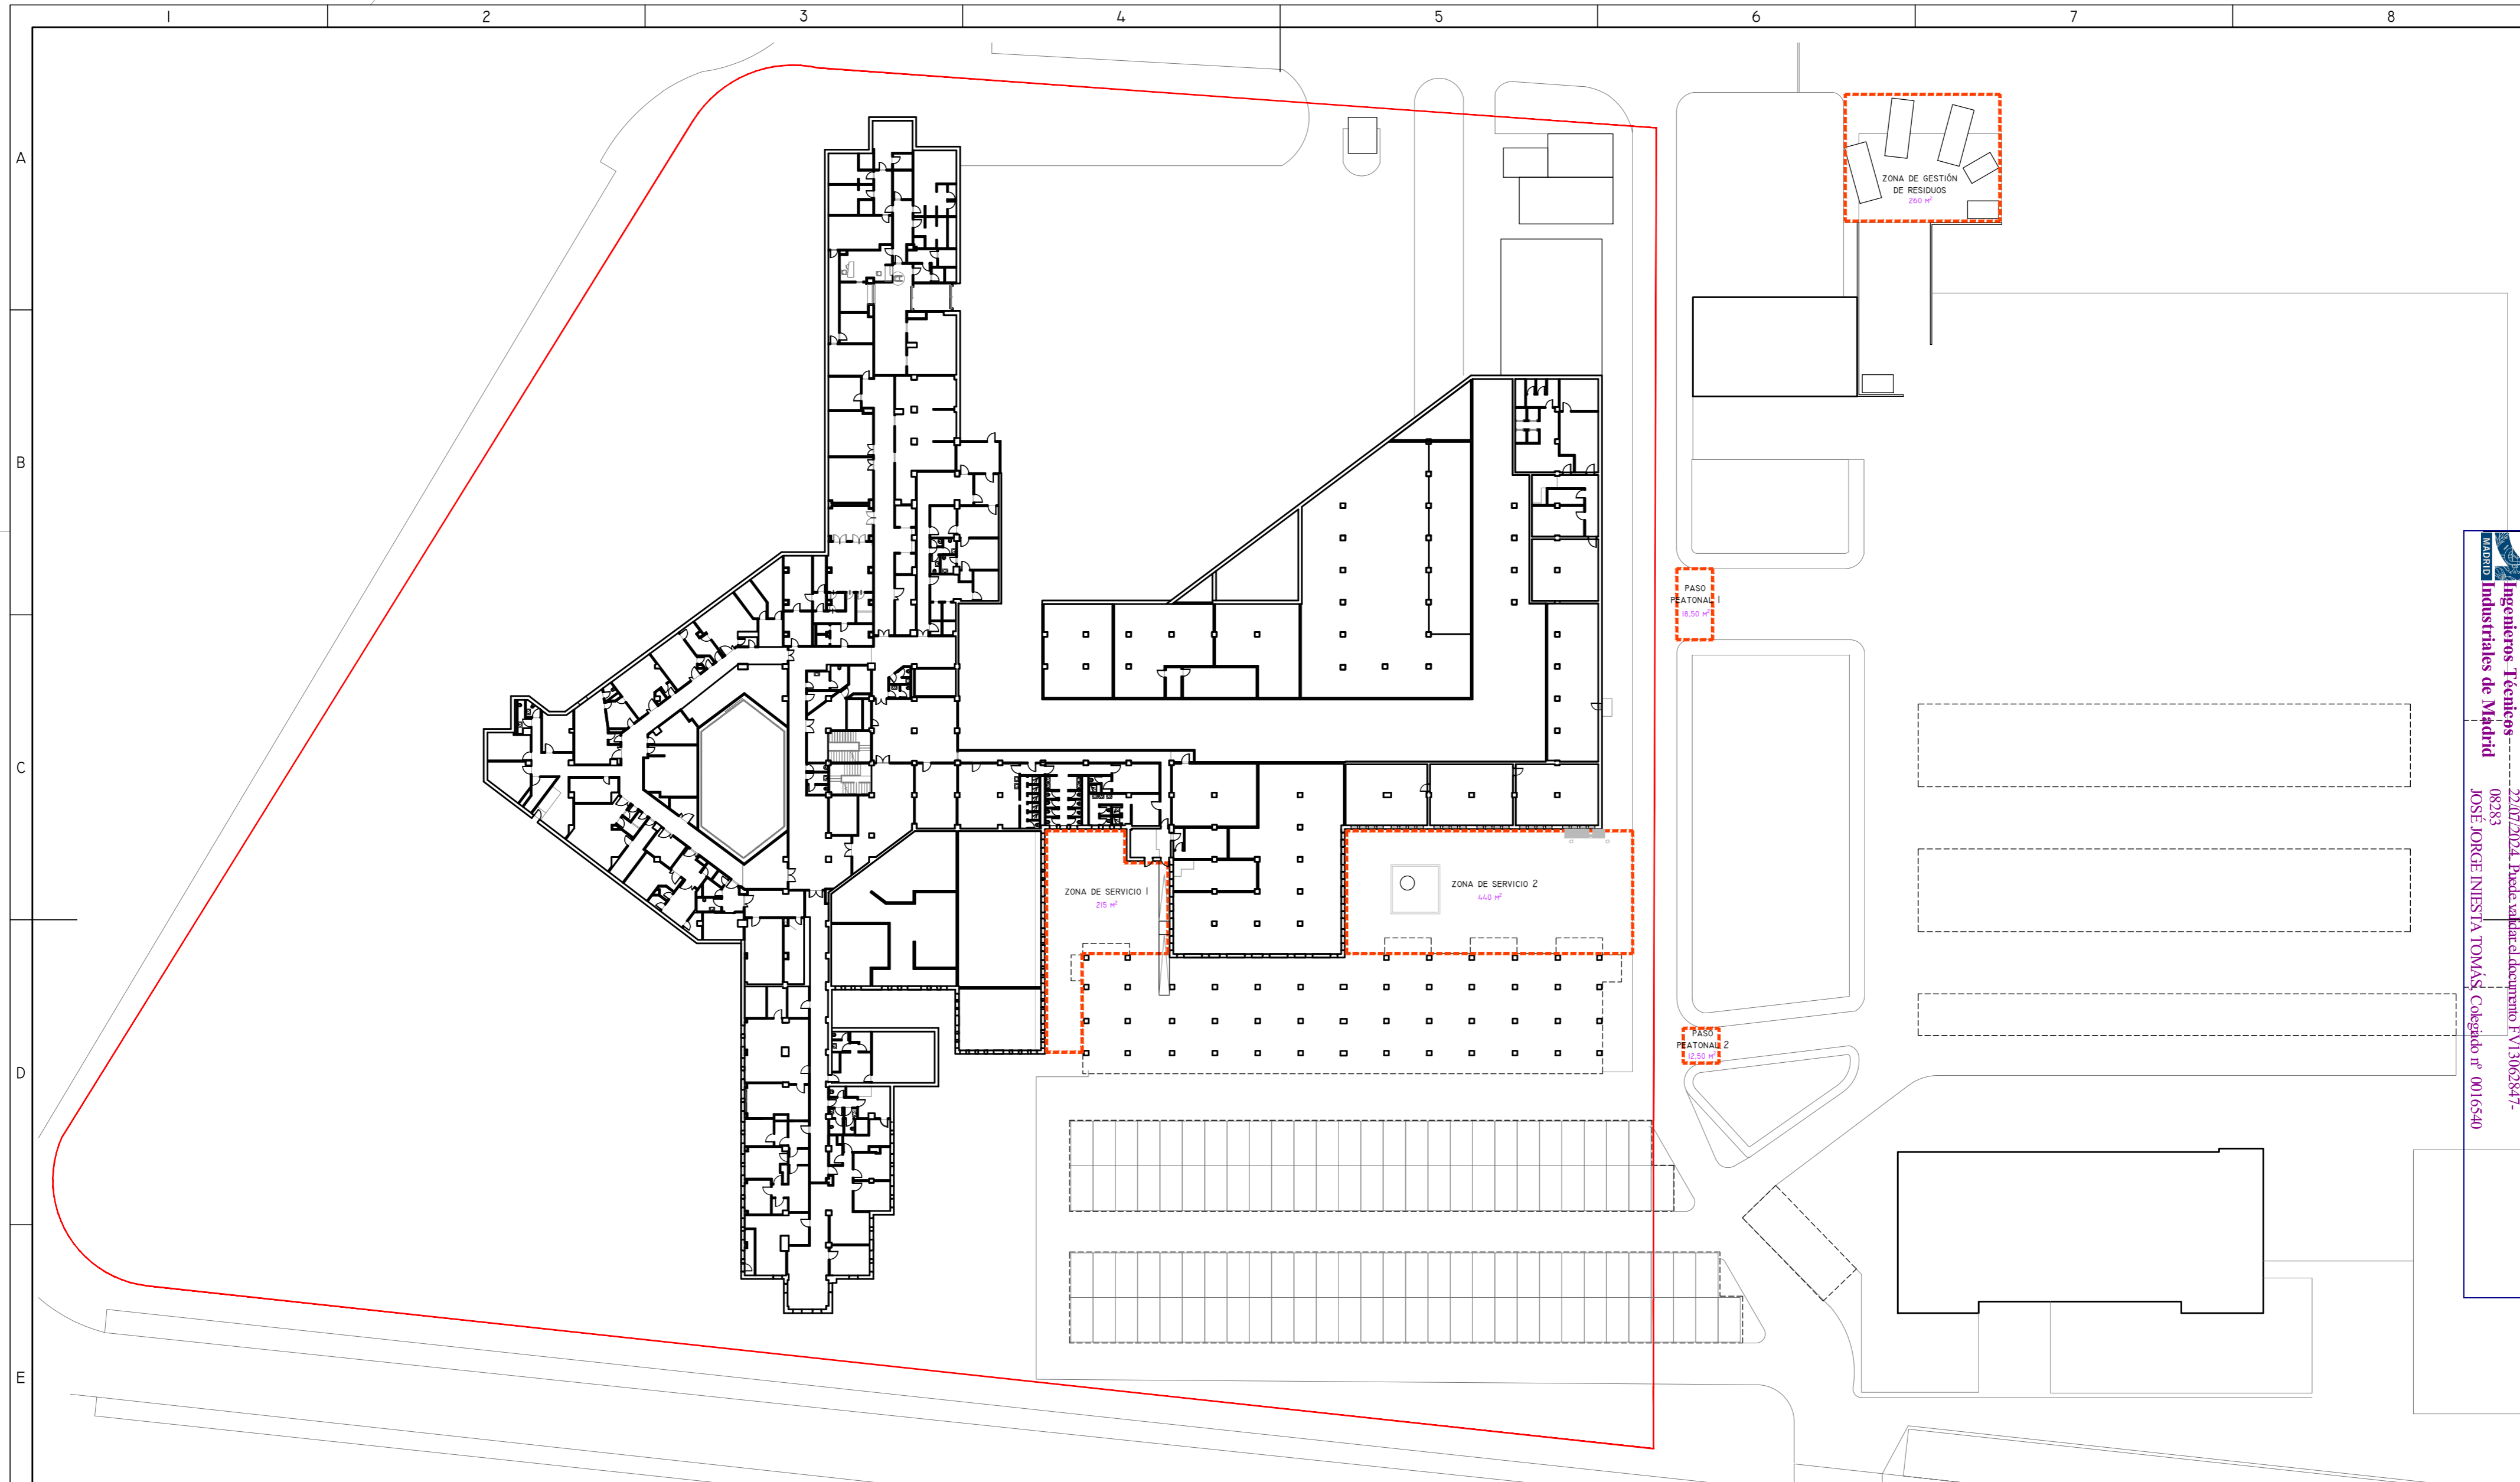 1 2 3 4 5 6 7 8
A
B
C
D
E
ZONA DE GESTIÓN
DE RESIDUOS
260 M²
PASO
PEATONAL 1
18,50 M²
ZONA DE SERVICIO 1
215 M²
ZONA DE SERVICIO 2
440 M²
PASO
PEATONAL 2
12,50 M²
MADRID
Ingenieros Técnicos
Industriales de Madrid
22/07/2024. Puede validar el documento FV13062847-
08283
JOSÉ JORGE INIESTA TOMÁS, Colegiado nº 0016540